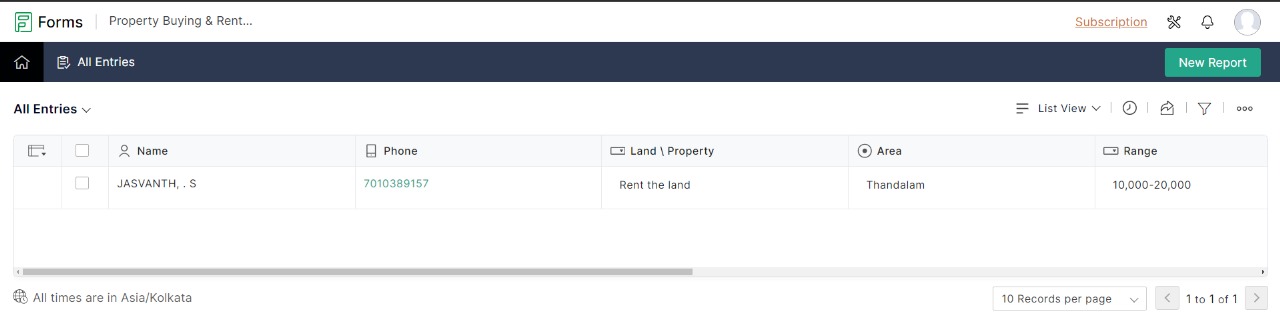 Forms Property Buying & Rent... Subscription
All Entries New Report
All Entries List View
Name Phone Land \ Property Area Range
JASVANTH, . S 7010389157 Rent the land Thandalam 10,000-20,000
All times are in Asia/Kolkata 10 Records per page 1 to 1 of 1